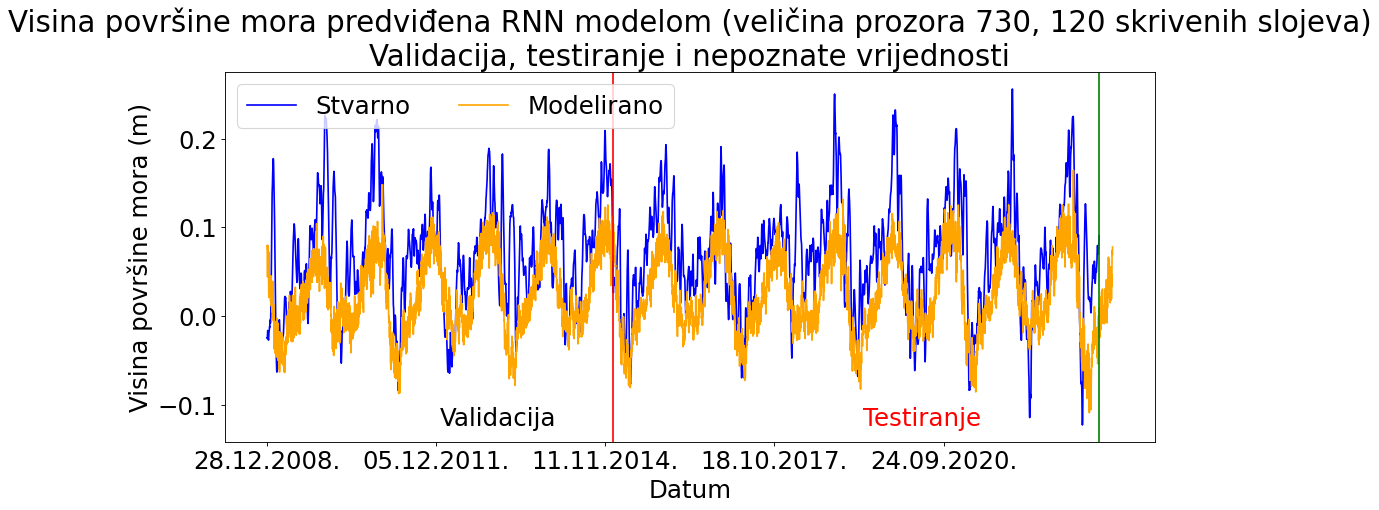 Visina površine mora predviđena RNN modelom (veličina prozora 730, 120 skrivenih slojeva)
Validacija, testiranje i nepoznate vrijednosti
Stvarno
Modelirano
Visina površine mora (m)
0.2
0.1
0.0
−0.1
Validacija
Testiranje
28.12.2008.
05.12.2011.
11.11.2014.
18.10.2017.
24.09.2020.
Datum